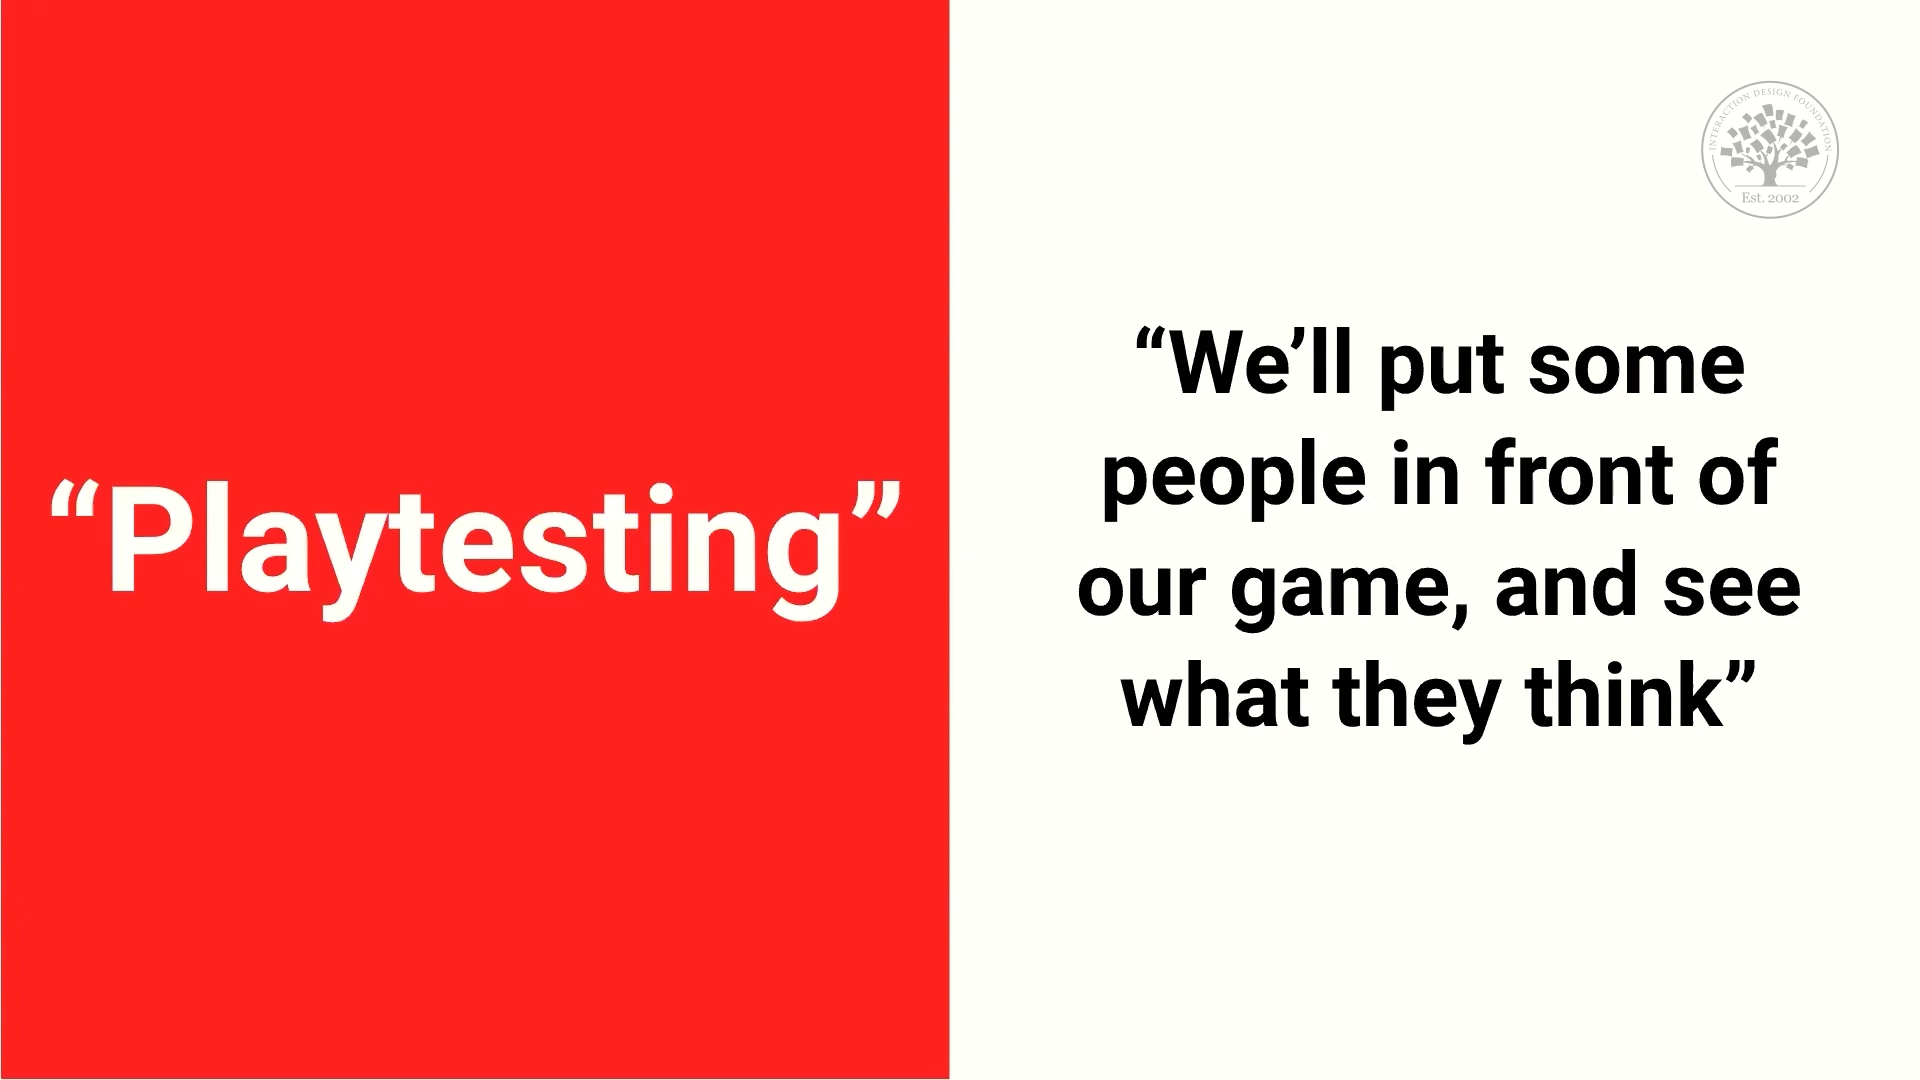 “Playtesting”
“We’ll put some
people in front of
our game, and see
what they think”
INTERACTION DESIGN FOUNDATION
Est. 2002